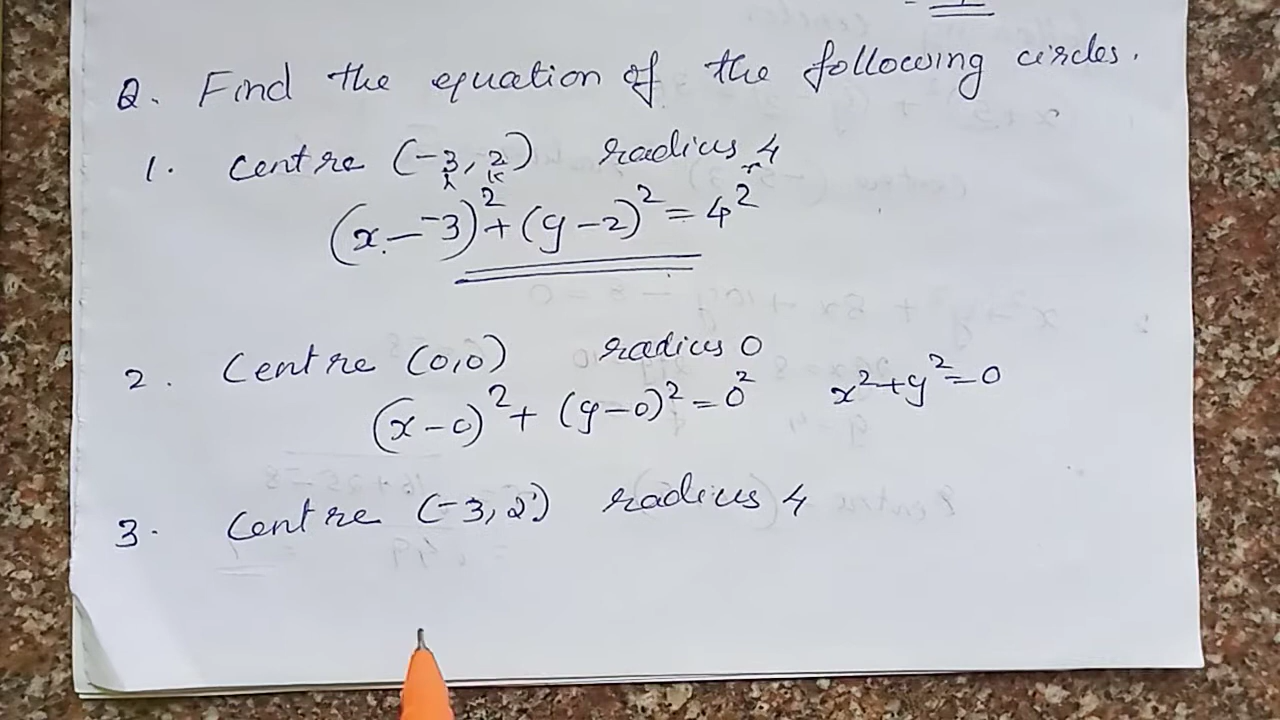 Q. Find the equation of the following circles.
1. Centre (-3, 2) radius 4
h k r
(x - -3)² + (y - 2)² = 4²
2. Centre (0,0) radius 0
(x - 0)² + (y - 0)² = 0² x² + y² = 0
3. Centre (-3, 2) radius 4